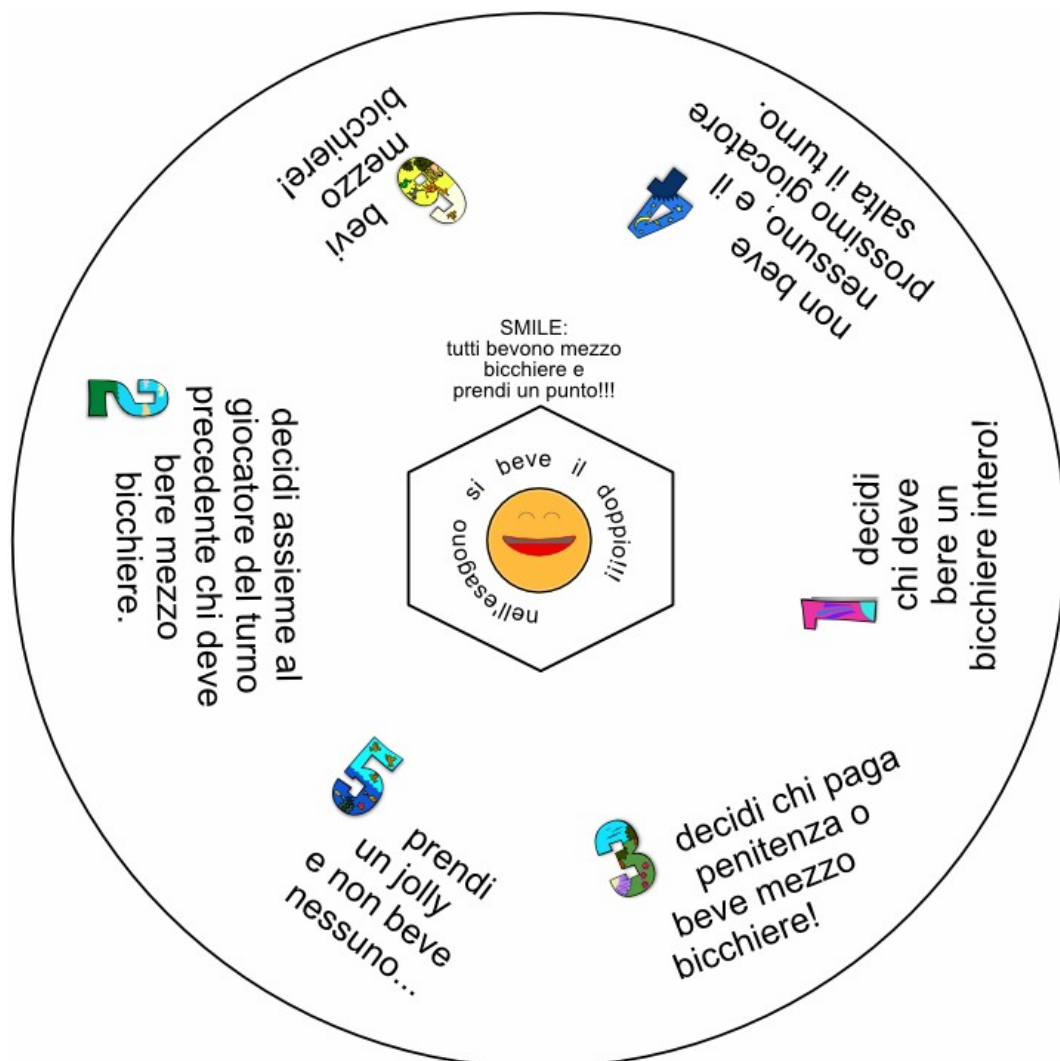 SMILE:
tutti bevono mezzo
bicchiere e
prendi un punto!!!
nell'esagono si beve il doppio!!!
1
decidi
chi deve
bere un
bicchiere intero!
2
decidi assieme al
giocatore del turno
precedente chi deve
bere mezzo
bicchiere.
3
decidi chi paga
penitenza o
beve mezzo
bicchiere!
4
non beve
nessuno, e il
prossimo giocatore
salta il turno.
5
prendi
un jolly
e non beve
nessuno...
6
bevi
mezzo
bicchiere!